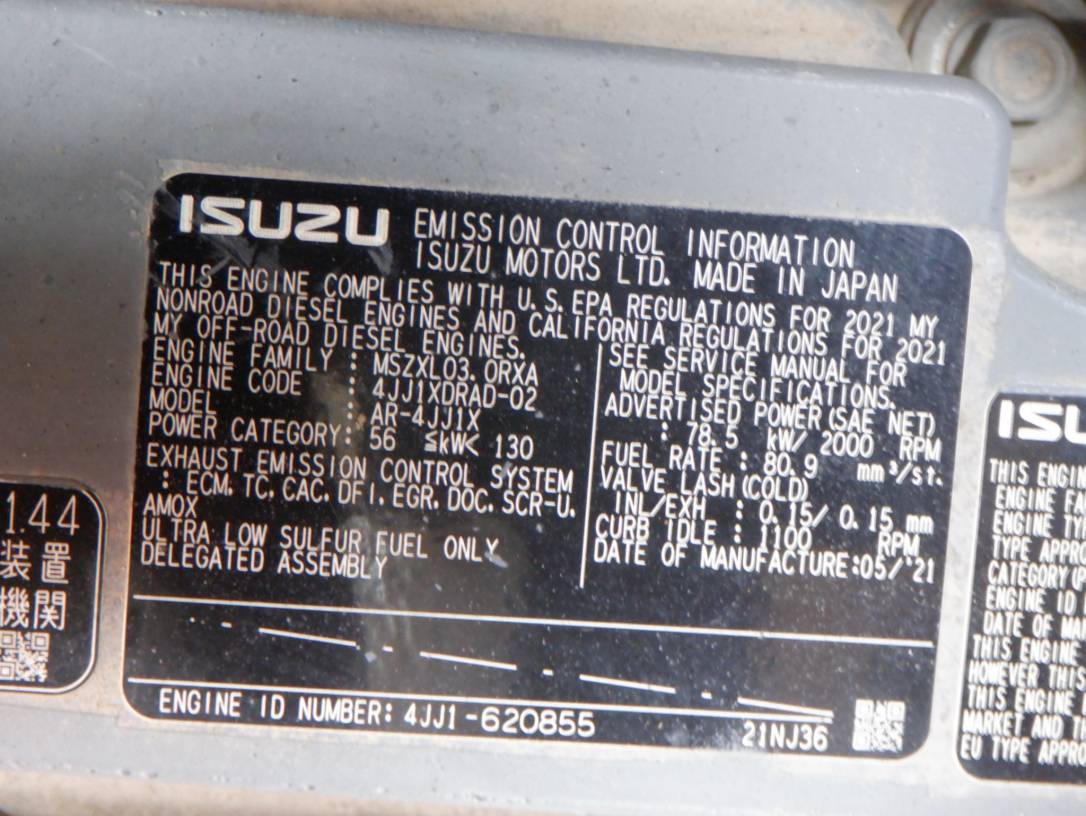 ISUZU EMISSION CONTROL INFORMATION
ISUZU MOTORS LTD. MADE IN JAPAN
THIS ENGINE COMPLIES WITH U.S.EPA REGULATIONS FOR 2021 MY
NONROAD DIESEL ENGINES AND CALIFORNIA REGULATIONS FOR 2021
MY OFF-ROAD DIESEL ENGINES.
ENGINE FAMILY : MSZXL03.0RXA
ENGINE CODE : 4JJ1XDRAD-02
MODEL : AR-4JJ1X
POWER CATEGORY: 56 ≦kW< 130
EXHAUST EMISSION CONTROL SYSTEM
: ECM, TC, CAC, DFI, EGR, DOC, SCR-U,
AMOX
ULTRA LOW SULFUR FUEL ONLY
DELEGATED ASSEMBLY
SEE SERVICE MANUAL FOR
MODEL SPECIFICATIONS.
ADVERTISED POWER(SAE NET)
: 78.5 kW/ 2000 RPM
FUEL RATE : 80.9 mm³/st.
VALVE LASH(COLD)
INL/EXH : 0.15/ 0.15 mm
CURB IDLE : 1100 RPM
DATE OF MANUFACTURE:05/'21
ENGINE ID NUMBER: 4JJ1-620855
21NJ36
1.44
装置
機関
ISU
THIS ENGIN
ENGINE FA
ENGINE TY
TYPE APPRO
CATEGORY(P
ENGINE ID
DATE OF MA
THIS ENGINE
HOWEVER THIS
THIS ENGINE
MARKET AND T
EU TYPE APPRO